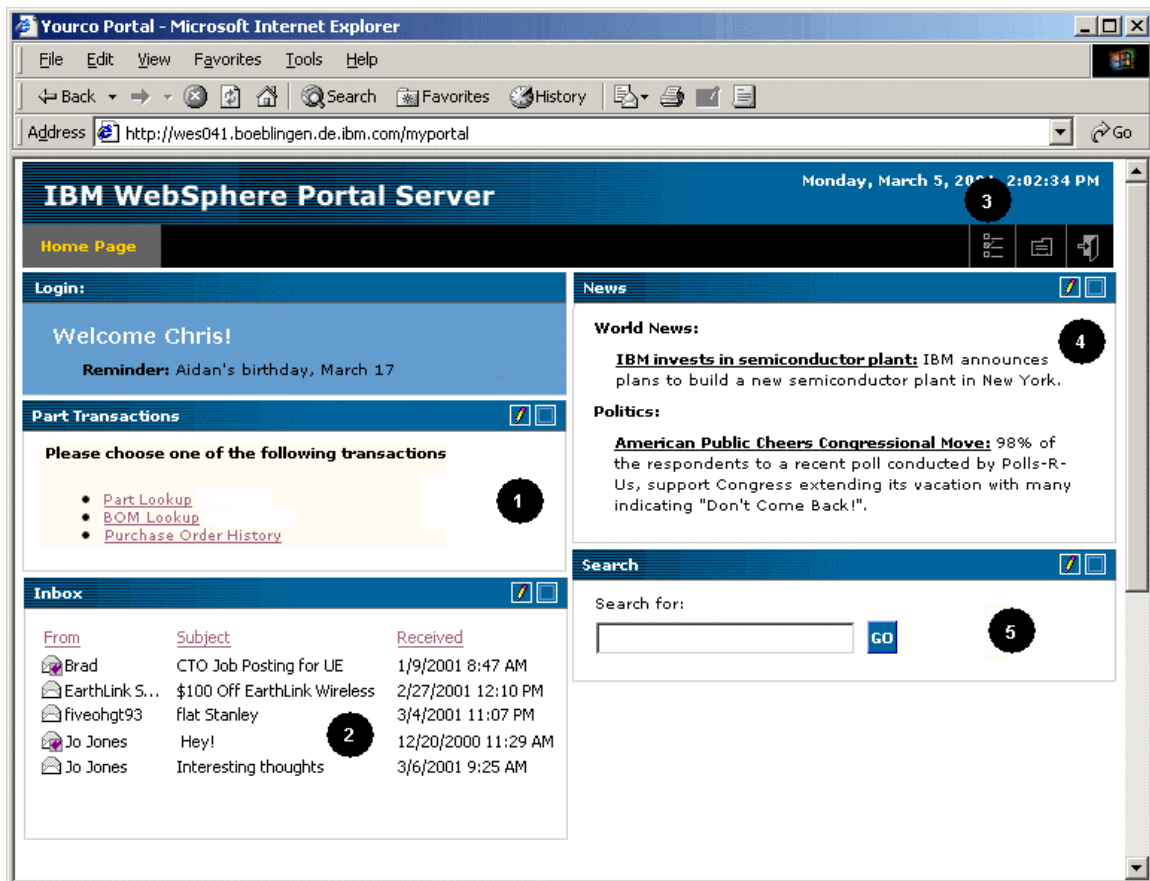 Yourco Portal - Microsoft Internet Explorer
File Edit View Favorites Tools Help
Back Search Favorites History
Address http://wes041.boeblingen.de.ibm.com/myportal Go
IBM WebSphere Portal Server
Monday, March 5, 2:02:34 PM
3
Home Page
Login:
Welcome Chris!
Reminder: Aidan's birthday, March 17
Part Transactions
Please choose one of the following transactions
Part Lookup
BOM Lookup
Purchase Order History
1
Inbox
From Subject Received
Brad CTO Job Posting for UE 1/9/2001 8:47 AM
EarthLink S... $100 Off EarthLink Wireless 2/27/2001 12:10 PM
fiveohgt93 flat Stanley 3/4/2001 11:07 PM
Jo Jones Hey! 12/20/2000 11:29 AM
Jo Jones Interesting thoughts 3/6/2001 9:25 AM
2
News
World News:
IBM invests in semiconductor plant: IBM announces
plans to build a new semiconductor plant in New York.
4
Politics:
American Public Cheers Congressional Move: 98% of
the respondents to a recent poll conducted by Polls-R-
Us, support Congress extending its vacation with many
indicating "Don't Come Back!".
Search
Search for:
GO
5